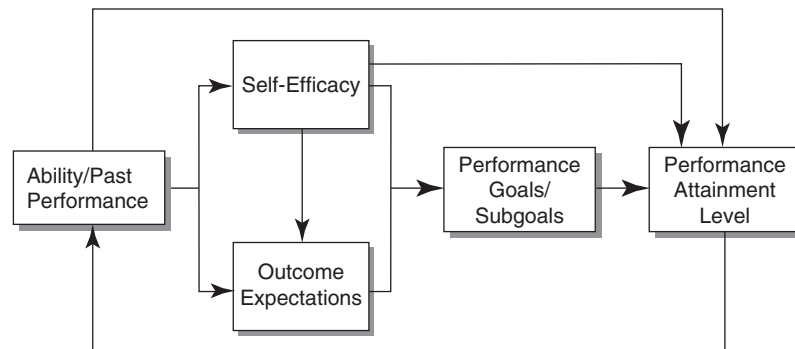 Self-Efficacy
Ability/Past
Performance
Performance
Goals/
Subgoals
Performance
Attainment
Level
Outcome
Expectations